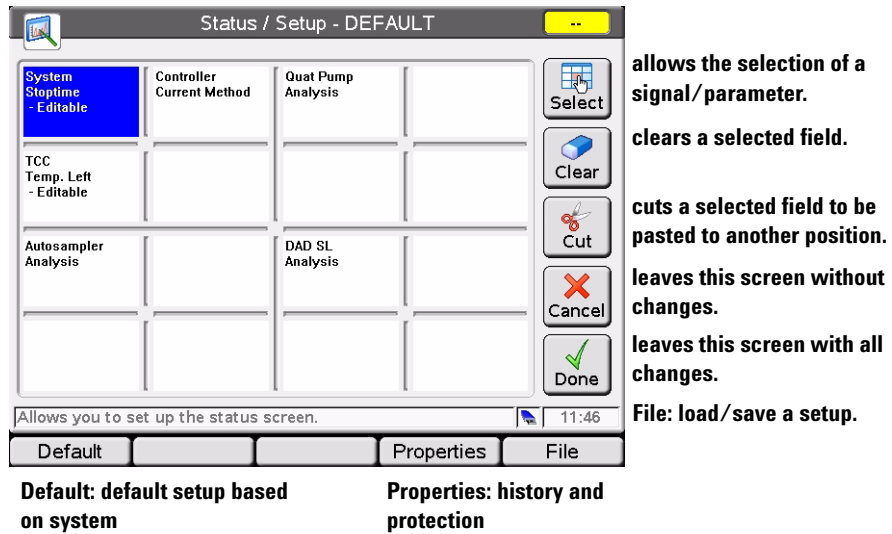 Status / Setup - DEFAULT
--
System
Stoptime
- Editable
Controller
Current Method
Quat Pump
Analysis
Select
allows the selection of a
signal/parameter.
TCC
Temp. Left
- Editable
Clear
clears a selected field.
Cut
cuts a selected field to be
pasted to another position.
Autosampler
Analysis
DAD SL
Analysis
Cancel
leaves this screen without
changes.
Done
leaves this screen with all
changes.
Allows you to set up the status screen.
11:46
File: load/save a setup.
Default
Properties
File
Default: default setup based
on system
Properties: history and
protection